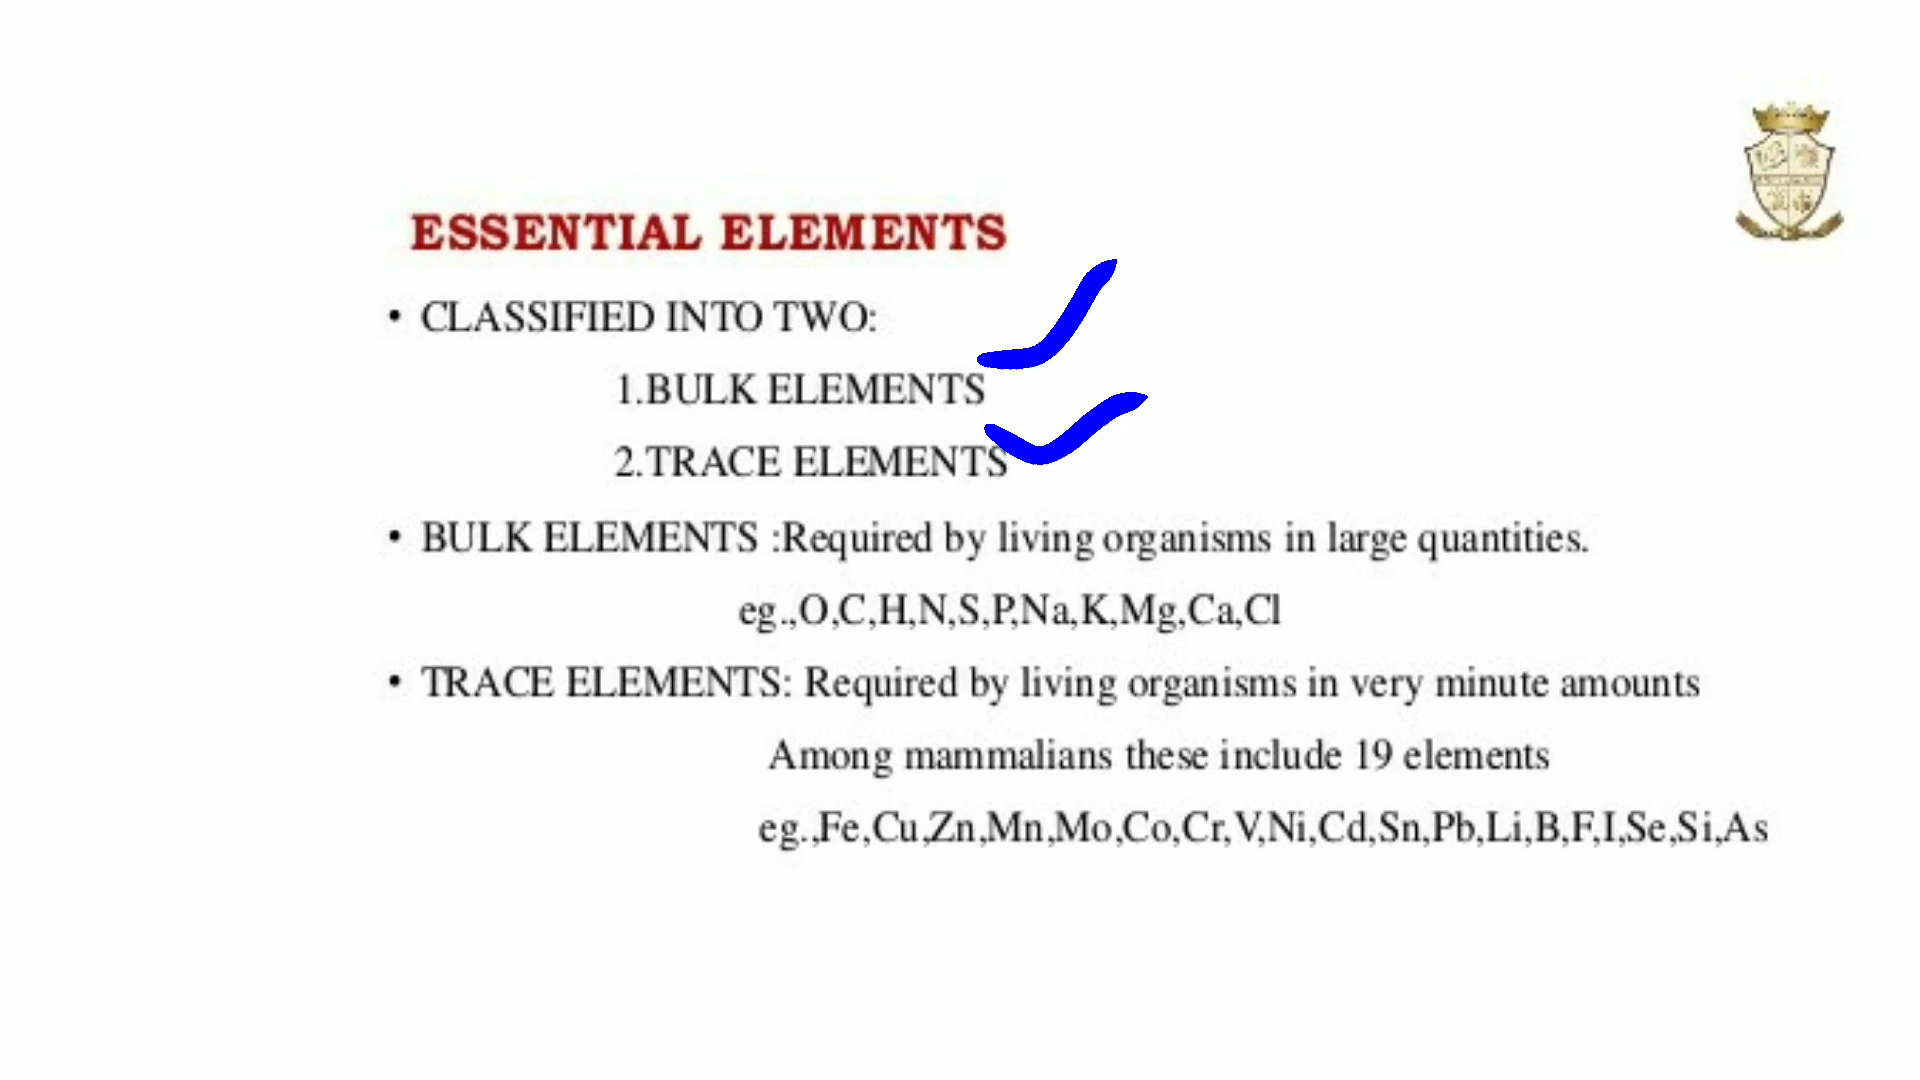 ESSENTIAL ELEMENTS
• CLASSIFIED INTO TWO:
1.BULK ELEMENTS
2.TRACE ELEMENTS
• BULK ELEMENTS :Required by living organisms in large quantities.
eg.,O,C,H,N,S,P,Na,K,Mg,Ca,Cl
• TRACE ELEMENTS: Required by living organisms in very minute amounts
Among mammalians these include 19 elements
eg.,Fe,Cu,Zn,Mn,Mo,Co,Cr,V,Ni,Cd,Sn,Pb,Li,B,F,I,Se,Si,As